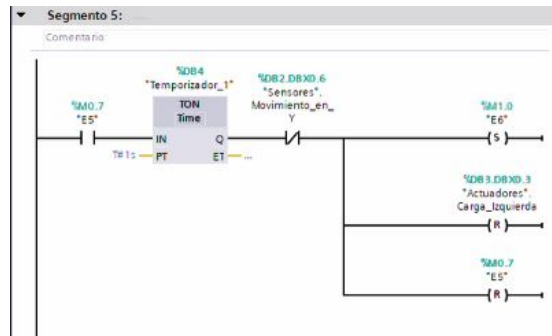 Segmento 5:
Comentario
%DB4
"Temporizador_1"
TON
Time
IN Q
T#1s PT ET ...
%M0.7
"E5"
%DB2.DBX0.6
"Sensores".
Movimiento_en_
Y
%M1.0
"E6"
S
%DB3.DBX0.3
"Actuadores".
Carga_Izquierda
R
%M0.7
"E5"
R